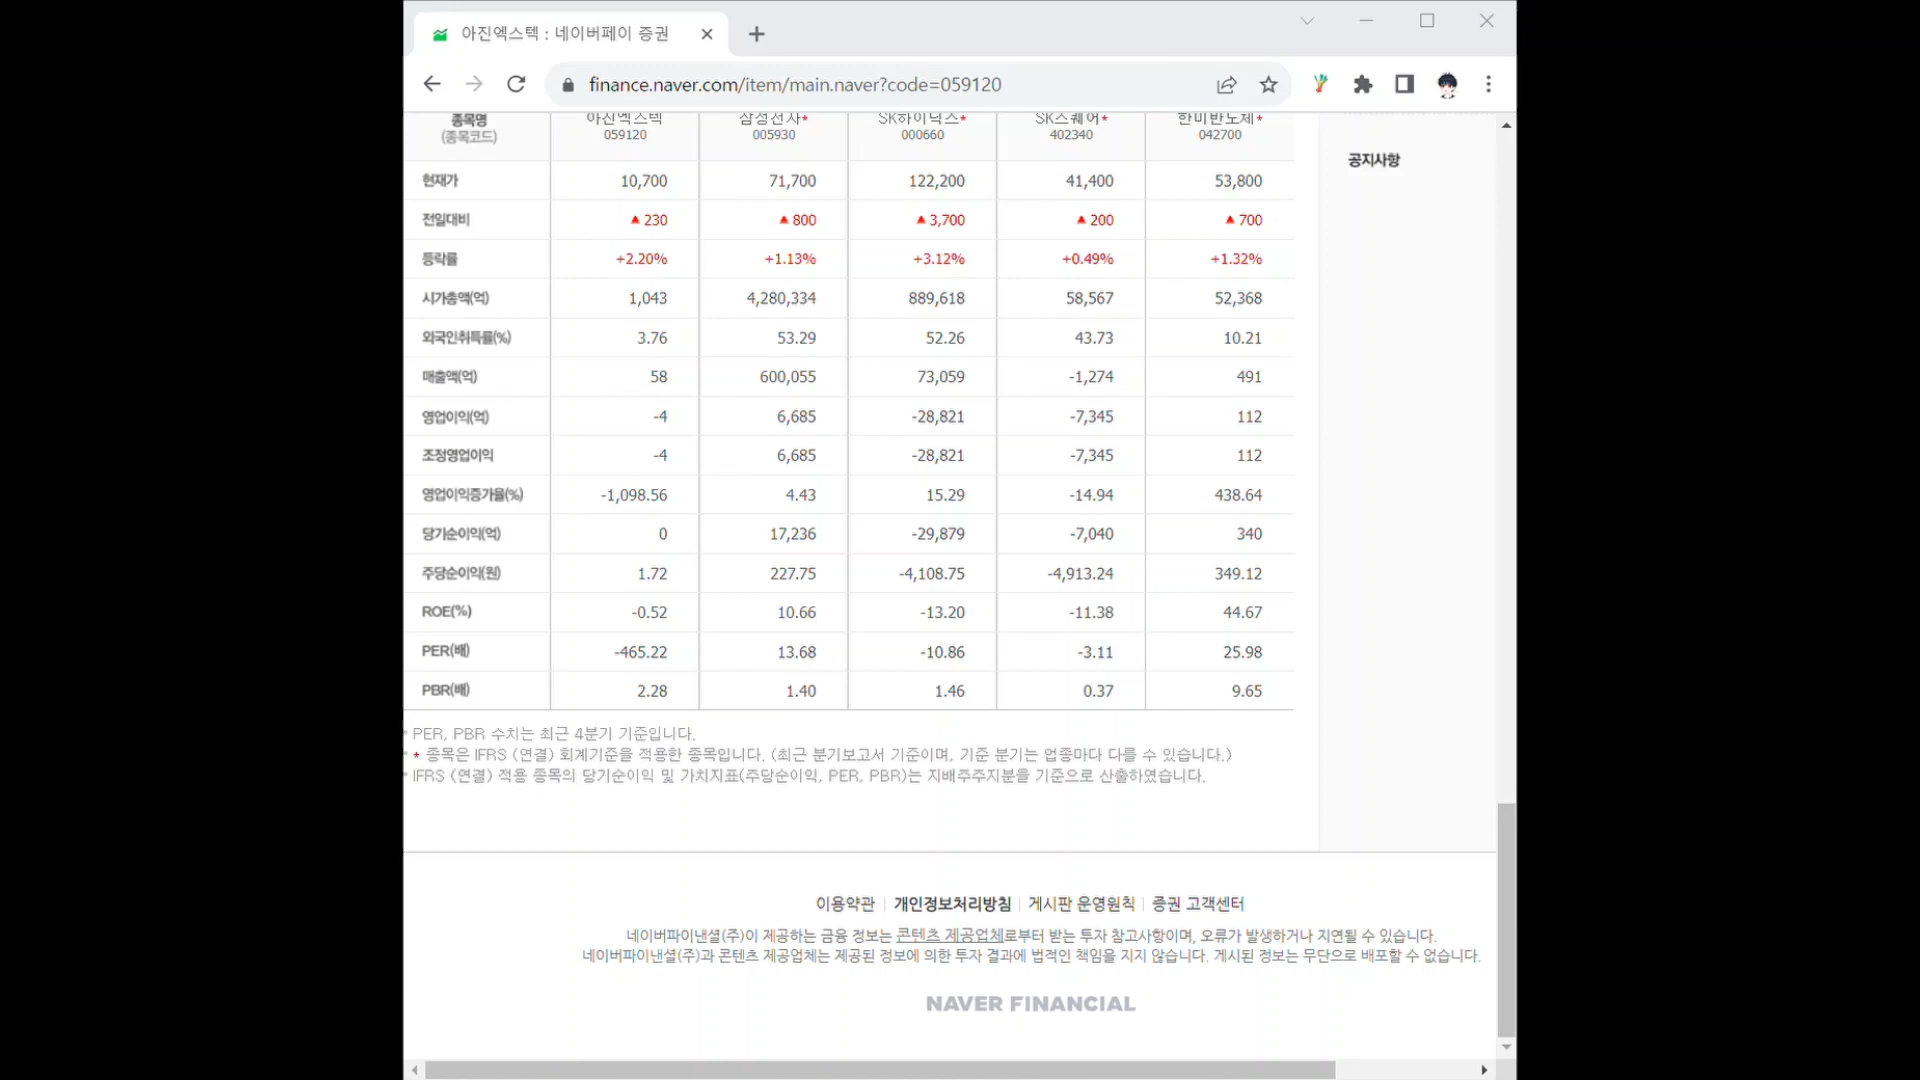 아진엑스텍 : 네이버페이 증권
finance.naver.com/item/main.naver?code=059120
종목명 아진엑스텍 삼성전자* SK하이닉스* SK스퀘어* 한미반도체*
(종목코드) 059120 005930 000660 402340 042700
공지사항
현재가 10,700 71,700 122,200 41,400 53,800
전일대비 ▲230 ▲800 ▲3,700 ▲200 ▲700
등락률 +2.20% +1.13% +3.12% +0.49% +1.32%
시가총액(억) 1,043 4,280,334 889,618 58,567 52,368
외국인취득률(%) 3.76 53.29 52.26 43.73 10.21
매출액(억) 58 600,055 73,059 -1,274 491
영업이익(억) -4 6,685 -28,821 -7,345 112
조정영업이익 -4 6,685 -28,821 -7,345 112
영업이익증가율(%) -1,098.56 4.43 15.29 -14.94 438.64
당기순이익(억) 0 17,236 -29,879 -7,040 340
주당순이익(원) 1.72 227.75 -4,108.75 -4,913.24 349.12
ROE(%) -0.52 10.66 -13.20 -11.38 44.67
PER(배) -465.22 13.68 -10.86 -3.11 25.98
PBR(배) 2.28 1.40 1.46 0.37 9.65
* PER, PBR 수치는 최근 4분기 기준입니다.
* * 종목은 IFRS (연결) 회계기준을 적용한 종목입니다. (최근 분기보고서 기준이며, 기준 분기는 업종마다 다를 수 있습니다.)
* IFRS (연결) 적용 종목의 당기순이익 및 가치지표(주당순이익, PER, PBR)는 지배주주지분을 기준으로 산출하였습니다.
이용약관 | 개인정보처리방침 | 게시판 운영원칙 | 증권 고객센터
네이버파이낸셜(주)이 제공하는 금융 정보는 콘텐츠 제공업체로부터 받는 투자 참고사항이며, 오류가 발생하거나 지연될 수 있습니다.
네이버파이낸셜(주)과 콘텐츠 제공업체는 제공된 정보에 의한 투자 결과에 법적인 책임을 지지 않습니다. 게시된 정보는 무단으로 배포할 수 없습니다.
NAVER FINANCIAL